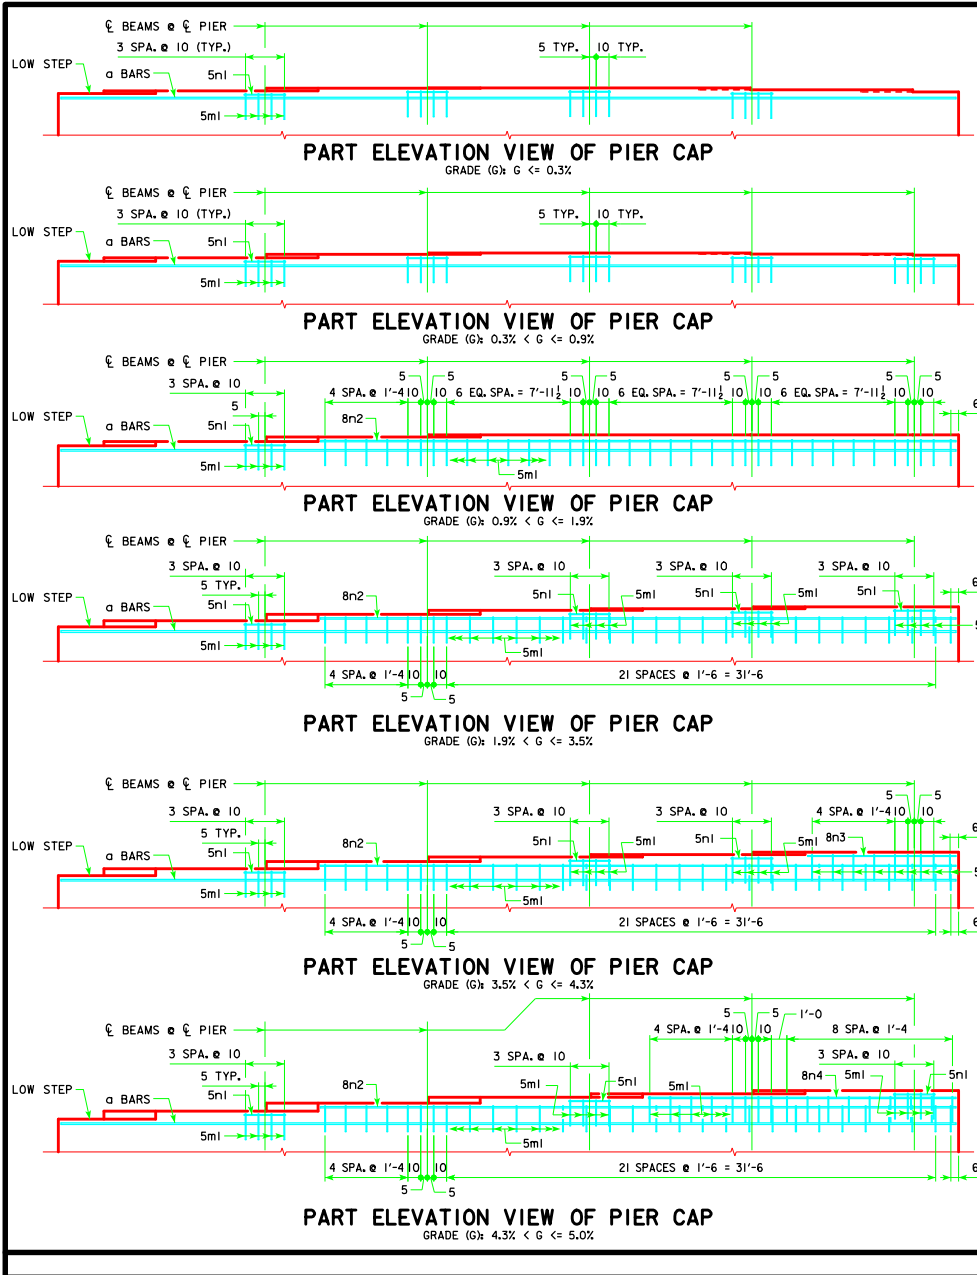 ℄ BEAMS @ ℄ PIER
3 SPA. @ 10 (TYP.) 5 TYP. 10 TYP.
LOW STEP a BARS 5n1
5m1
PART ELEVATION VIEW OF PIER CAP
GRADE (G): G <= 0.3%
℄ BEAMS @ ℄ PIER
3 SPA. @ 10 (TYP.) 5 TYP. 10 TYP.
LOW STEP a BARS 5n1
5m1
PART ELEVATION VIEW OF PIER CAP
GRADE (G): 0.3% < G <= 0.9%
℄ BEAMS @ ℄ PIER
5 5 5 5 5 5 5 5
3 SPA. @ 10 4 SPA. @ 1'-4 10 10 6 EQ. SPA. = 7'-11½ 10 10 6 EQ. SPA. = 7'-11½ 10 10 6 EQ. SPA. = 7'-11½ 10 10
5 6
LOW STEP a BARS 5n1 8n2
5m1 5m1
PART ELEVATION VIEW OF PIER CAP
GRADE (G): 0.9% < G <= 1.9%
℄ BEAMS @ ℄ PIER
3 SPA. @ 10 3 SPA. @ 10 3 SPA. @ 10 3 SPA. @ 10
5 TYP. 6
LOW STEP a BARS 5n1 8n2 5n1 5m1 5n1 5m1 5n1
5
5m1 5m1
4 SPA. @ 1'-4 10 10 21 SPACES @ 1'-6 = 31'-6
5 5
PART ELEVATION VIEW OF PIER CAP
GRADE (G): 1.9% < G <= 3.5%
℄ BEAMS @ ℄ PIER
5 5
3 SPA. @ 10 3 SPA. @ 10 3 SPA. @ 10 4 SPA. @ 1'-4 10 10
5 TYP. 6
LOW STEP a BARS 5n1 8n2 5n1 5m1 5n1 5m1 8n3
5
5m1 5m1
4 SPA. @ 1'-4 10 10 21 SPACES @ 1'-6 = 31'-6 6
5 5
PART ELEVATION VIEW OF PIER CAP
GRADE (G): 3.5% < G <= 4.3%
℄ BEAMS @ ℄ PIER
5 5 1'-0
3 SPA. @ 10 3 SPA. @ 10 4 SPA. @ 1'-4 10 10 8 SPA. @ 1'-4
3 SPA. @ 10
5 TYP.
LOW STEP a BARS 5n1 8n2 5m1 5n1 5m1 8n4 5m1 5n1
5m1 5m1
4 SPA. @ 1'-4 10 10 21 SPACES @ 1'-6 = 31'-6 6
5 5
PART ELEVATION VIEW OF PIER CAP
GRADE (G): 4.3% < G <= 5.0%